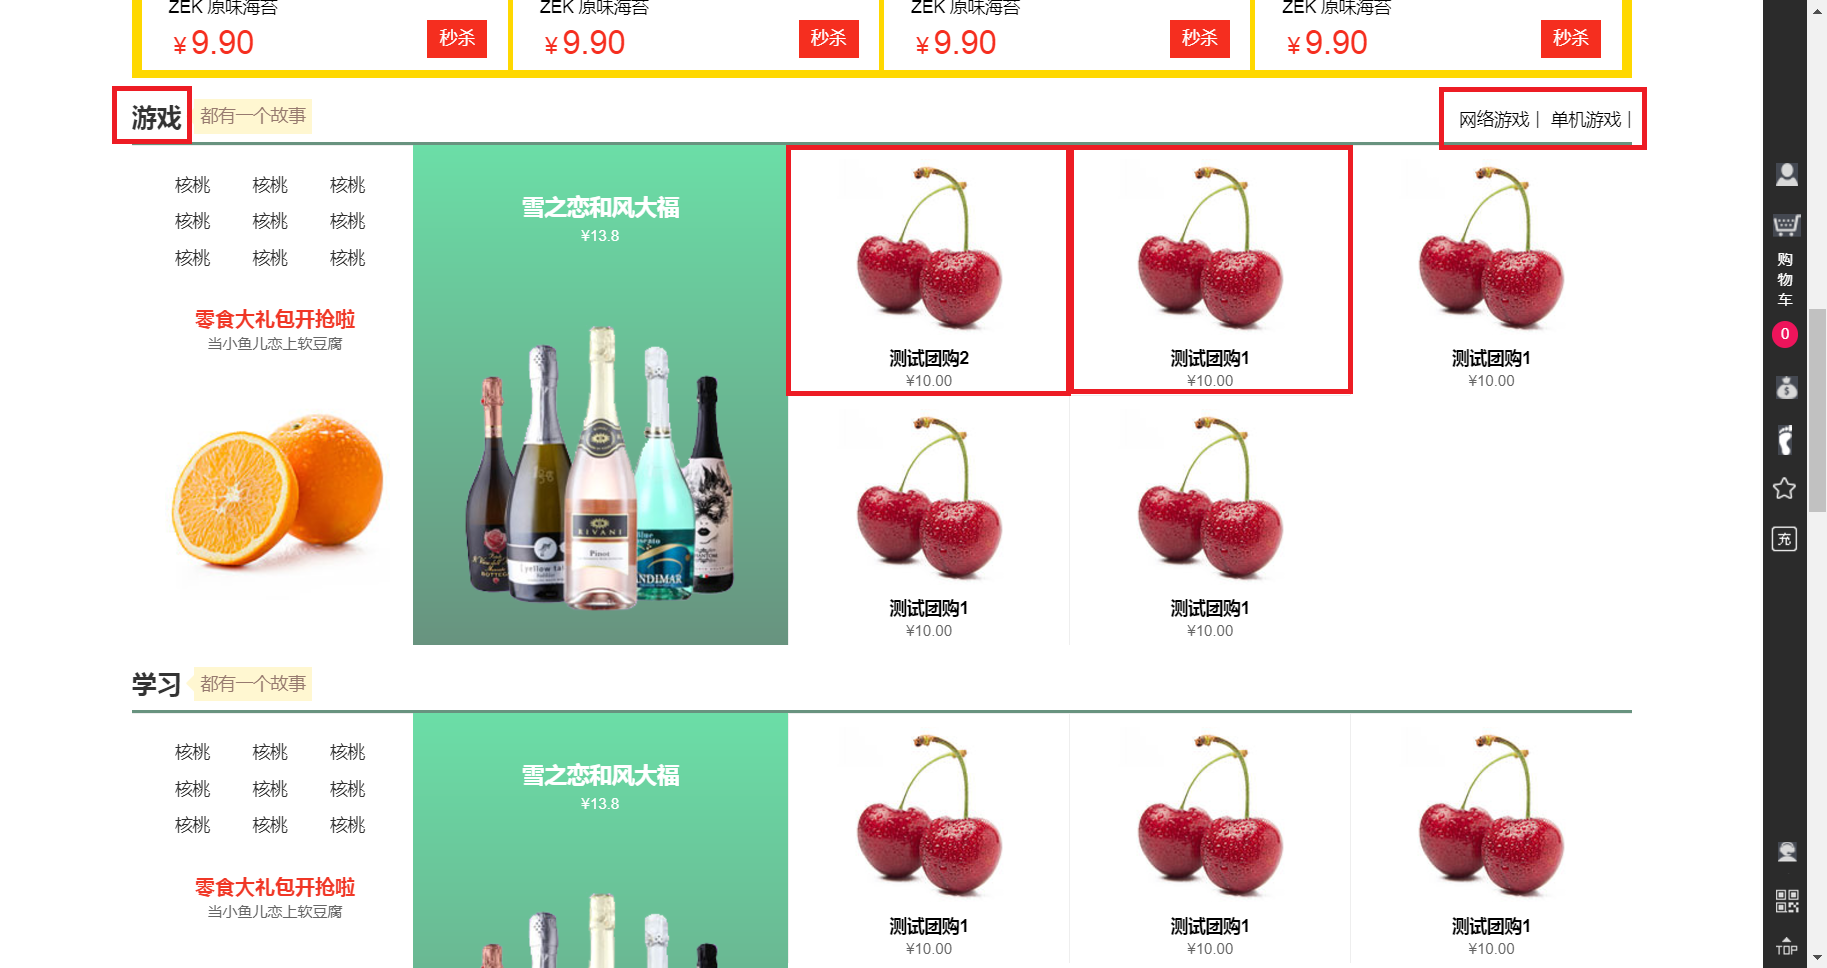 ZEK 原味海苔 ZEK 原味海苔 ZEK 原味海苔 ZEK 原味海苔
¥9.90 秒杀 ¥9.90 秒杀 ¥9.90 秒杀 ¥9.90 秒杀
游戏 都有一个故事 网络游戏 | 单机游戏 |
核桃 核桃 核桃
核桃 核桃 核桃
核桃 核桃 核桃
零食大礼包开抢啦
当小鱼儿恋上软豆腐
雪之恋和风大福
¥13.8
RIVANI
Pinot
yellow ta
NDIMAR
BOTTEG
测试团购2 测试团购1 测试团购1
¥10.00 ¥10.00 ¥10.00
测试团购1 测试团购1
¥10.00 ¥10.00
学习 都有一个故事
核桃 核桃 核桃
核桃 核桃 核桃
核桃 核桃 核桃
零食大礼包开抢啦
当小鱼儿恋上软豆腐
雪之恋和风大福
¥13.8
测试团购1 测试团购1 测试团购1
¥10.00 ¥10.00 ¥10.00
购
物
车
0
充
TOP